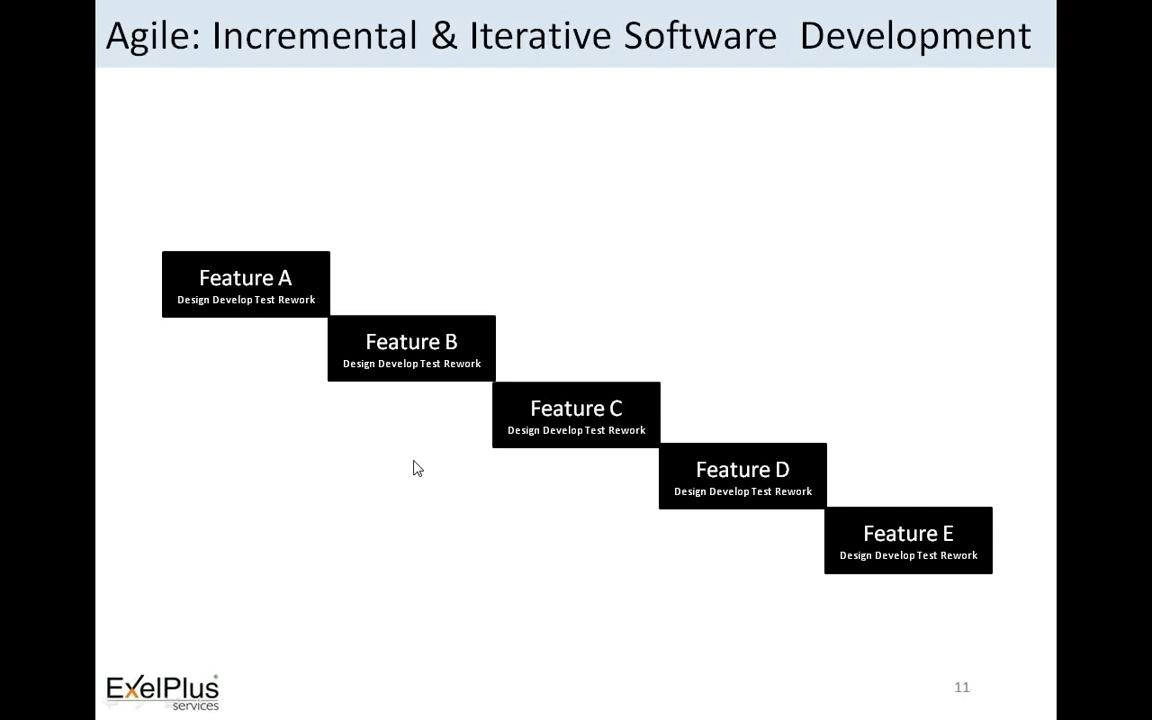 Agile: Incremental & Iterative Software Development
Feature A
Design Develop Test Rework
Feature B
Design Develop Test Rework
Feature C
Design Develop Test Rework
Feature D
Design Develop Test Rework
Feature E
Design Develop Test Rework
ExelPlus®
services
11